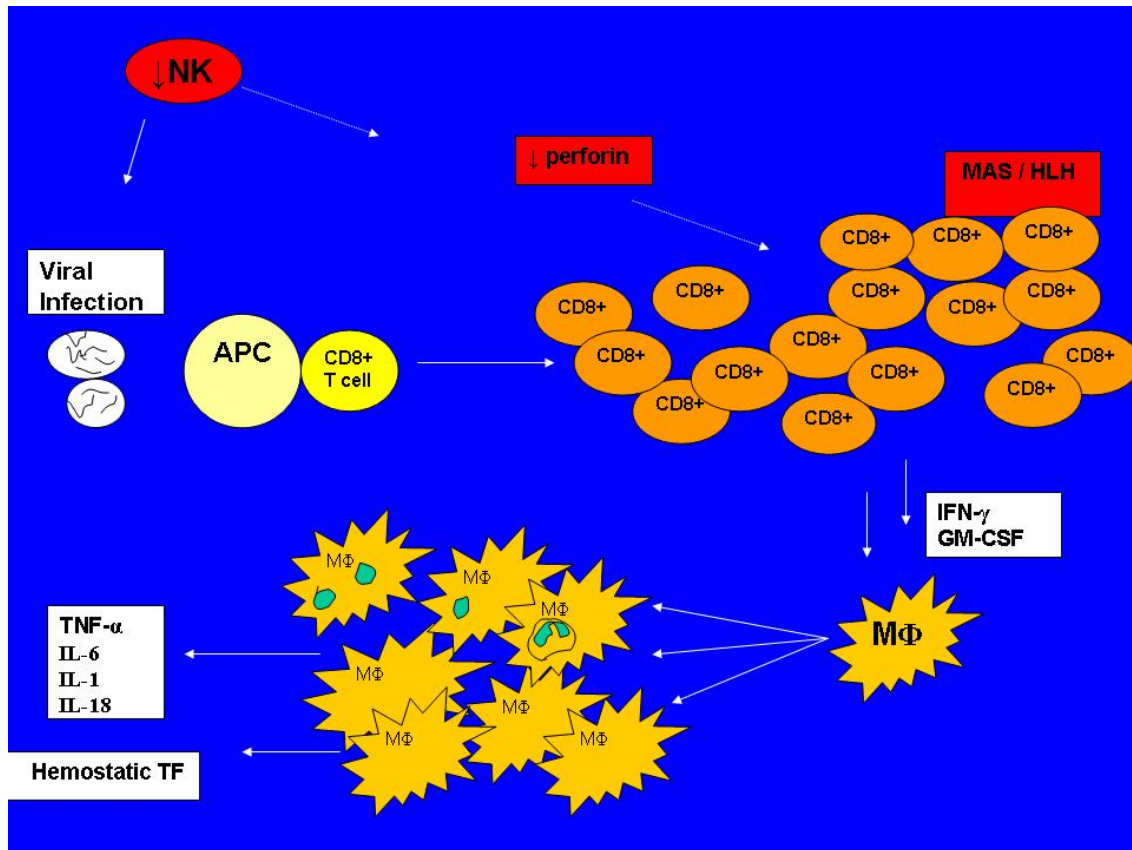 ↓NK
↓ perforin
MAS / HLH
CD8+
CD8+
CD8+
Viral
Infection
CD8+
CD8+
CD8+
CD8+
CD8+
APC
CD8+
T cell
CD8+
CD8+
CD8+
CD8+
CD8+
CD8+
CD8+
CD8+
IFN-γ
GM-CSF
MΦ
MΦ
MΦ
MΦ
TNF-α
IL-6
IL-1
IL-18
MΦ
MΦ
MΦ
MΦ
Hemostatic TF